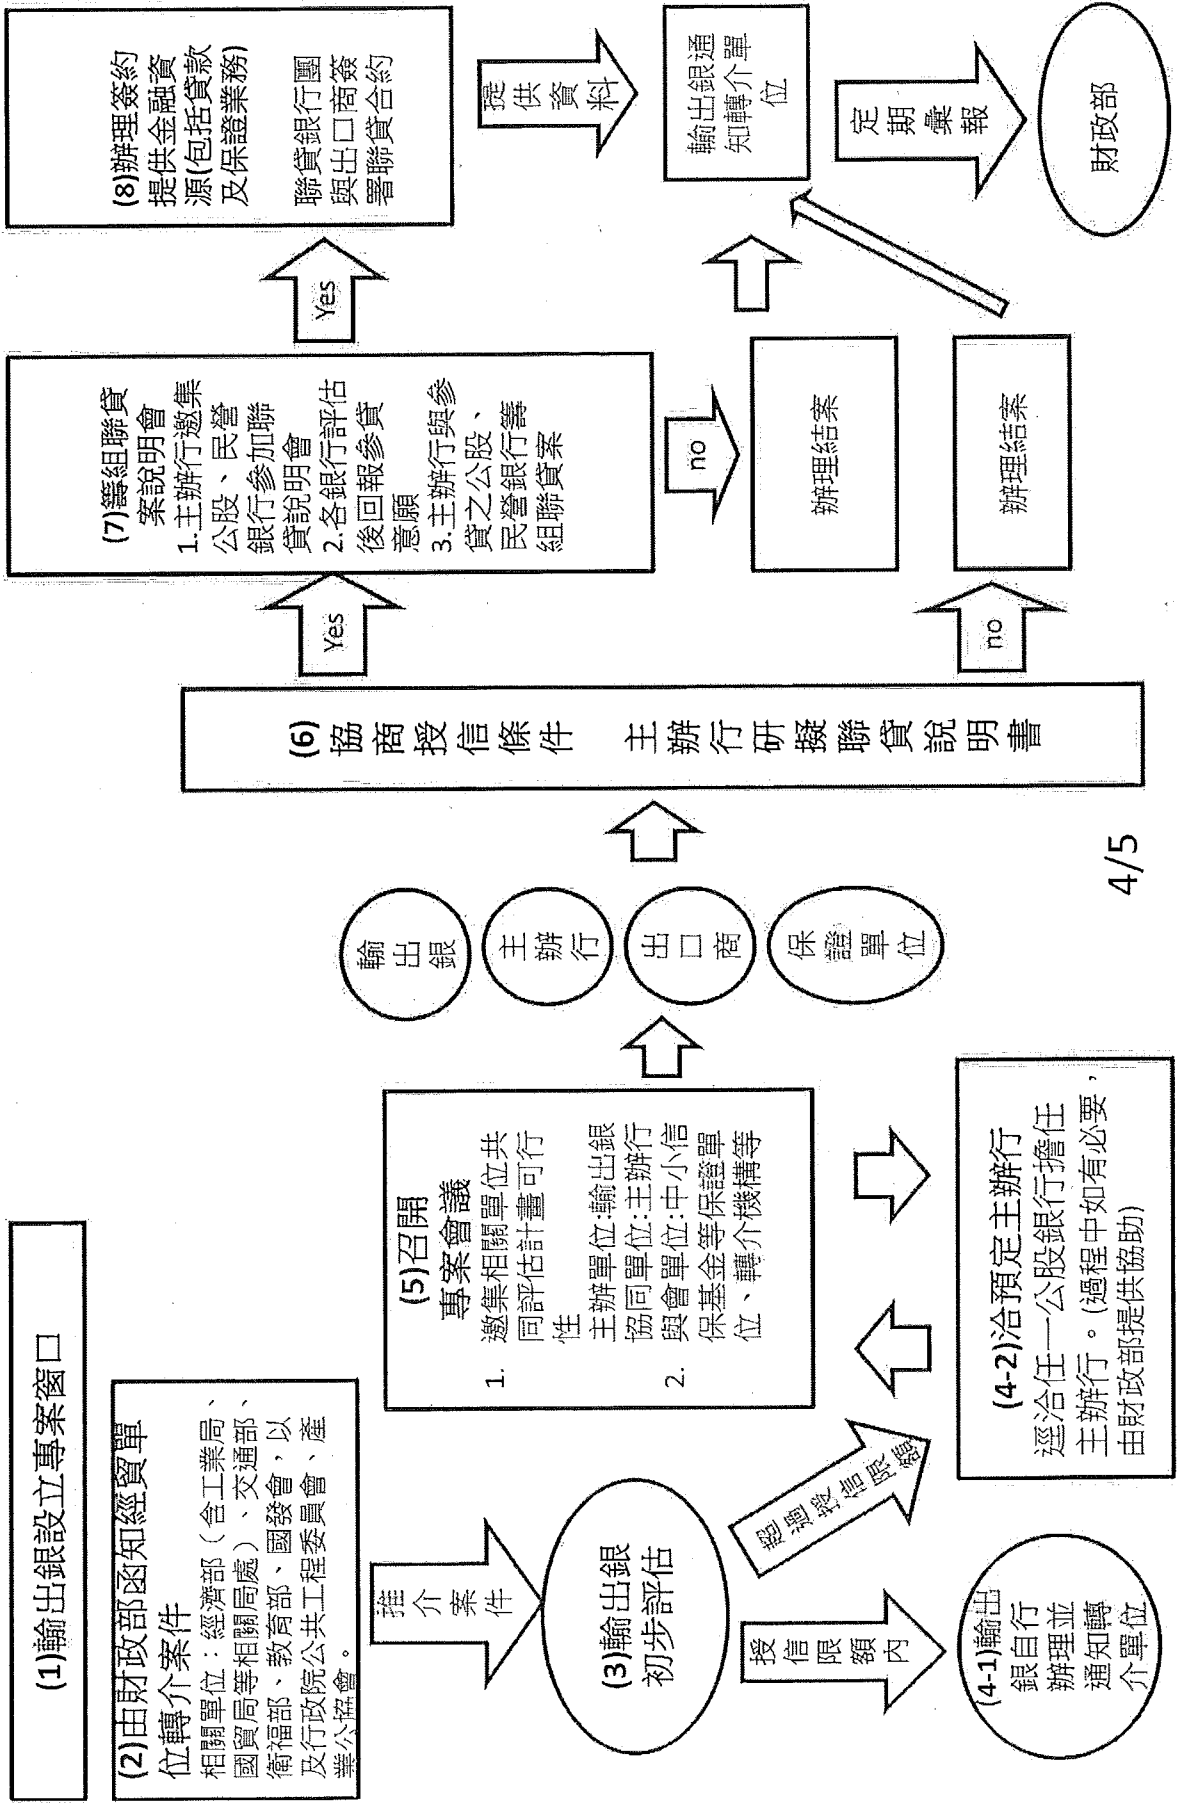 (1)輸出銀設立專案窗口
(2)由財政部函知經貿單
位轉介案件
相關單位：經濟部（含工業局、
國貿局等相關局處）、交通部、
衛福部、教育部、國發會，以
及行政院公共工程委員會、產
業公協會。
推介案件
(3)輸出銀
初步評估
授信限額內
超過授信限額
(4-1)輸出
銀自行
辦理並
通知轉
介單位
(4-2)洽預定主辦行
逕洽任一公股銀行擔任
主辦行。(過程中如有必要，
由財政部提供協助)
(5)召開
專案會議
1. 邀集相關單位共
同評估計畫可行
性
主辦單位:輸出銀
協同單位:主辦行
2. 與會單位:中小信
保基金等保證單
位、轉介機構等
輸出銀
主辦行
出口商
保證單位
(6)
協商授信條件 主辦行研擬聯貸說明書
Yes
no
(7)籌組聯貸
案說明會
1.主辦行邀集
公股、民營
銀行參加聯
貸說明會
2.各銀行評估
後回報參貸
意願
3.主辦行與參
貸之公股、
民營銀行籌
組聯貸案
Yes
no
辦理結案
辦理結案
(8)辦理簽約
提供金融資
源(包括貸款
及保證業務)
聯貸銀行團
與出口商簽
署聯貸合約
提供資料
輸出銀通
知轉介單
位
定期彙報
財政部
4/5